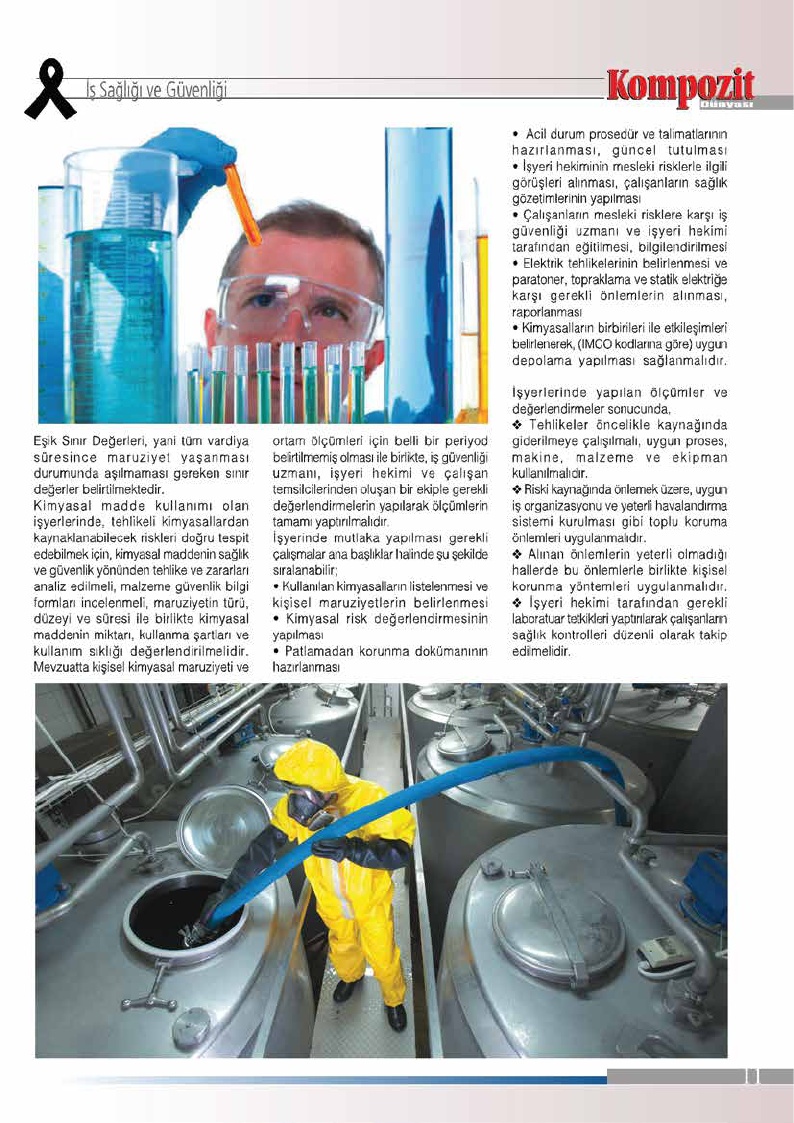 İş Sağlığı ve Güvenliği
Kompozit
Dünyası
Eşik Sınır Değerleri, yani tüm vardiya
süresince maruziyet yaşanması
durumunda aşılmaması gereken sınır
değerler belirtilmektedir.
Kimyasal madde kullanımı olan
işyerlerinde, tehlikeli kimyasallardan
kaynaklanabilecek riskleri doğru tespit
edebilmek için, kimyasal maddenin sağlık
ve güvenlik yönünden tehlike ve zararları
analiz edilmeli, malzeme güvenlik bilgi
formları incelenmeli, maruziyetin türü,
düzeyi ve süresi ile birlikte kimyasal
maddenin miktarı, kullanma şartları ve
kullanım sıklığı değerlendirilmelidir.
Mevzuatta kişisel kimyasal maruziyeti ve
ortam ölçümleri için belli bir periyod
belirtilmemiş olması ile birlikte, iş güvenliği
uzmanı, işyeri hekimi ve çalışan
temsilcilerinden oluşan bir ekiple gerekli
değerlendirmelerin yapılarak ölçümlerin
tamamı yaptırılmalıdır.
İşyerinde mutlaka yapılması gerekli
çalışmalar ana başlıklar halinde şu şekilde
sıralanabilir;
• Kullanılan kimyasalların listelenmesi ve
kişisel maruziyetlerin belirlenmesi
• Kimyasal risk değerlendirmesinin
yapılması
• Patlamadan korunma dokümanının
hazırlanması
• Acil durum prosedür ve talimatlarının
hazırlanması, güncel tutulması
• İşyeri hekiminin mesleki risklerle ilgili
görüşleri alınması, çalışanların sağlık
gözetimlerinin yapılması
• Çalışanların mesleki risklere karşı iş
güvenliği uzmanı ve işyeri hekimi
tarafından eğitilmesi, bilgilendirilmesi
• Elektrik tehlikelerinin belirlenmesi ve
paratoner, topraklama ve statik elektriğe
karşı gerekli önlemlerin alınması,
raporlanması
• Kimyasalların birbirileri ile etkileşimleri
belirlenerek, (IMCO kodlarına göre) uygun
depolama yapılması sağlanmalıdır.
İşyerlerinde yapılan ölçümler ve
değerlendirmeler sonucunda,
❖ Tehlikeler öncelikle kaynağında
giderilmeye çalışılmalı, uygun proses,
makine, malzeme ve ekipman
kullanılmalıdır.
❖ Riski kaynağında önlemek üzere, uygun
iş organizasyonu ve yeterli havalandırma
sistemi kurulması gibi toplu koruma
önlemleri uygulanmalıdır.
❖ Alınan önlemlerin yeterli olmadığı
hallerde bu önlemlerle birlikte kişisel
korunma yöntemleri uygulanmalıdır.
❖ İşyeri hekimi tarafından gerekli
laboratuar tetkikleri yaptırılarak çalışanların
sağlık kontrolleri düzenli olarak takip
edilmelidir.